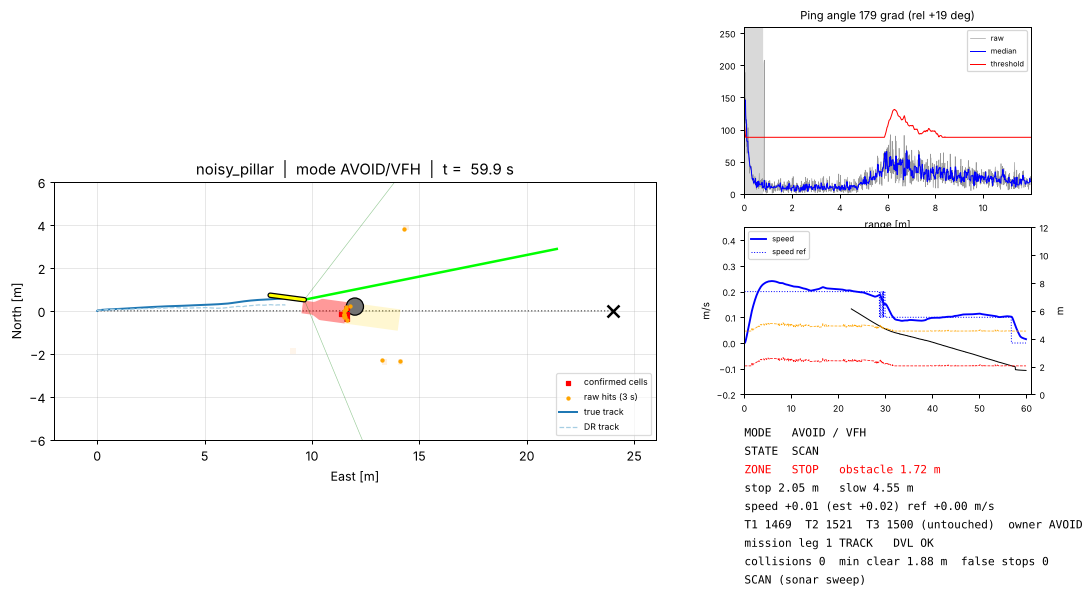 Ping angle 179 grad (rel +19 deg)
250
200
150
100
50
0
raw
median
threshold
0 2 4 6 8 10
range [m]
noisy_pillar | mode AVOID/VFH | t = 59.9 s
6
4
2
0
−2
−4
−6
North [m]
confirmed cells
raw hits (3 s)
true track
DR track
0 5 10 15 20 25
East [m]
speed
speed ref
0.4
0.3
0.2
0.1
0.0
−0.1
−0.2
m/s
12
10
8
6
4
2
0
m
0 10 20 30 40 50 60
MODE AVOID / VFH
STATE SCAN
ZONE STOP obstacle 1.72 m
stop 2.05 m slow 4.55 m
speed +0.01 (est +0.02) ref +0.00 m/s
T1 1469 T2 1521 T3 1500 (untouched) owner AVOID
mission leg 1 TRACK DVL OK
collisions 0 min clear 1.88 m false stops 0
SCAN (sonar sweep)